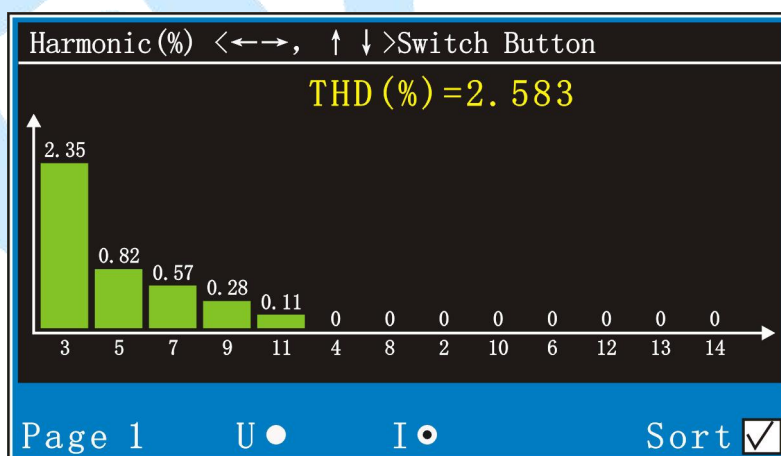 Harmonic(%) <←→, ↑↓>Switch Button
THD(%)=2.583
2.35
0.82
0.57
0.28
0.11
0 0 0 0 0 0 0 0
3 5 7 9 11 4 8 2 10 6 12 13 14
Page 1 U I Sort